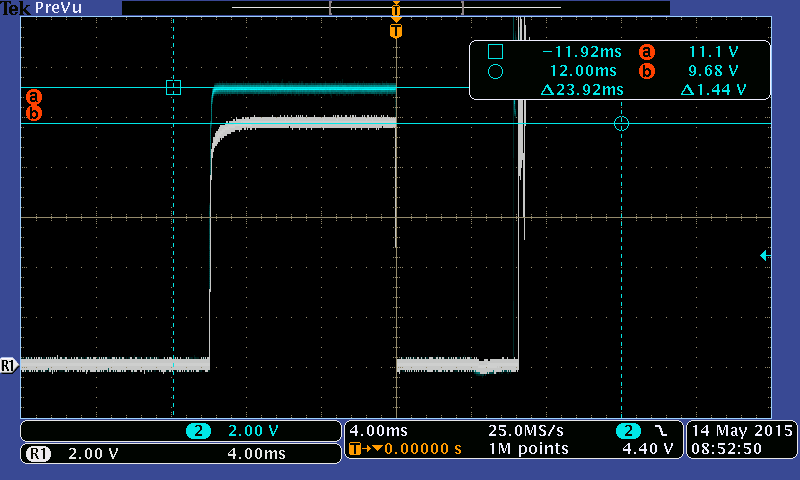 Tek PreVu
T
T
−11.92ms a 11.1 V
12.00ms b 9.68 V
Δ23.92ms Δ1.44 V
a
b
R1
2 2.00 V
R1 2.00 V 4.00ms
4.00ms 25.0MS/s 2 4.40 V
T→▼0.00000 s 1M points
14 May 2015
08:52:50